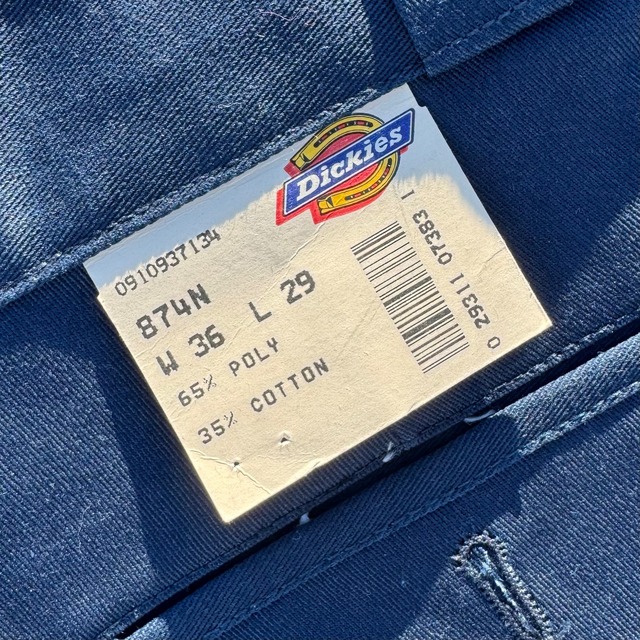 Dickies
0910937134
874N
W 36 L 29
65% POLY
35% COTTON
0 29311 07383 1